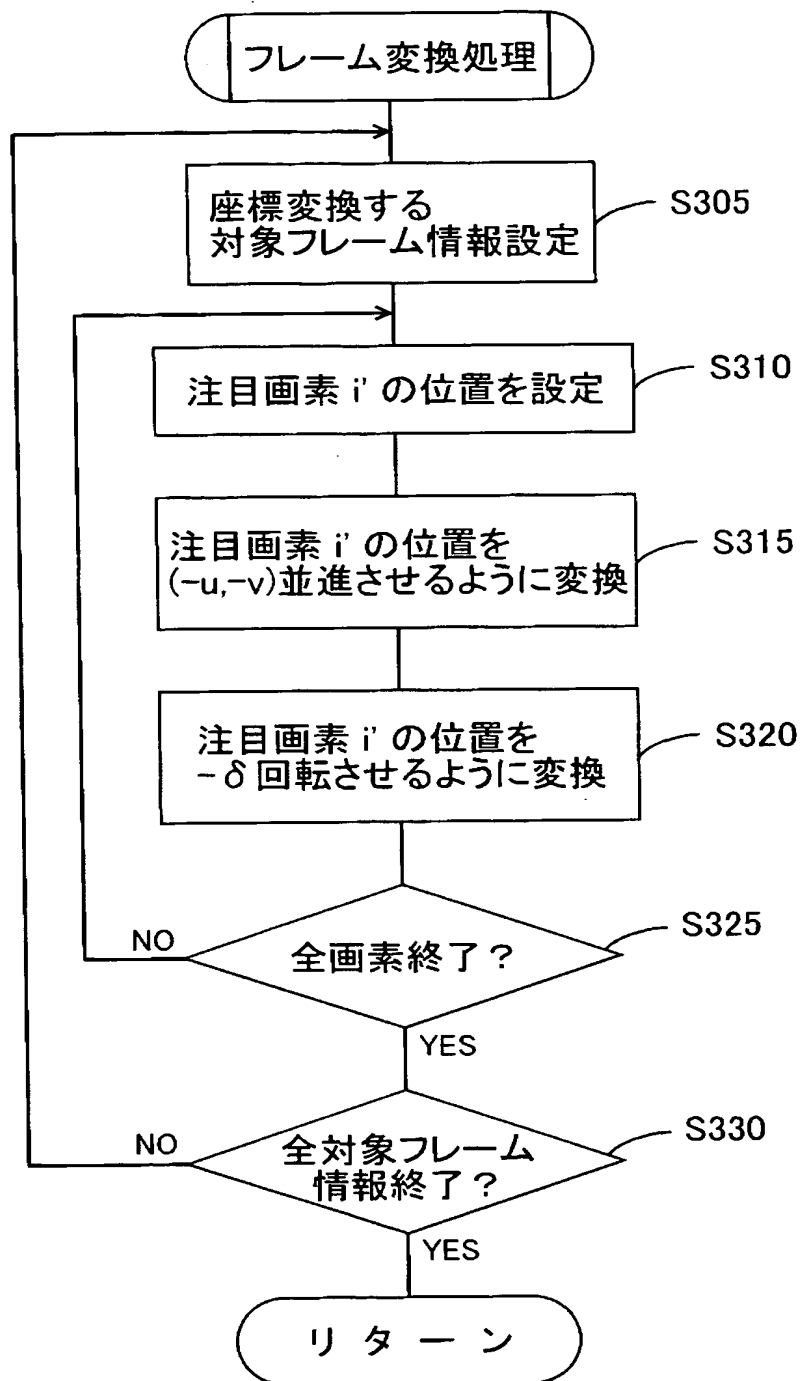 フレーム変換処理
座標変換する
対象フレーム情報設定
S305
注目画素 i' の位置を設定
S310
注目画素 i' の位置を
(-u,-v)並進させるように変換
S315
注目画素 i' の位置を
-δ回転させるように変換
S320
全画素終了？
S325
NO
YES
全対象フレーム
情報終了？
S330
NO
YES
リターン